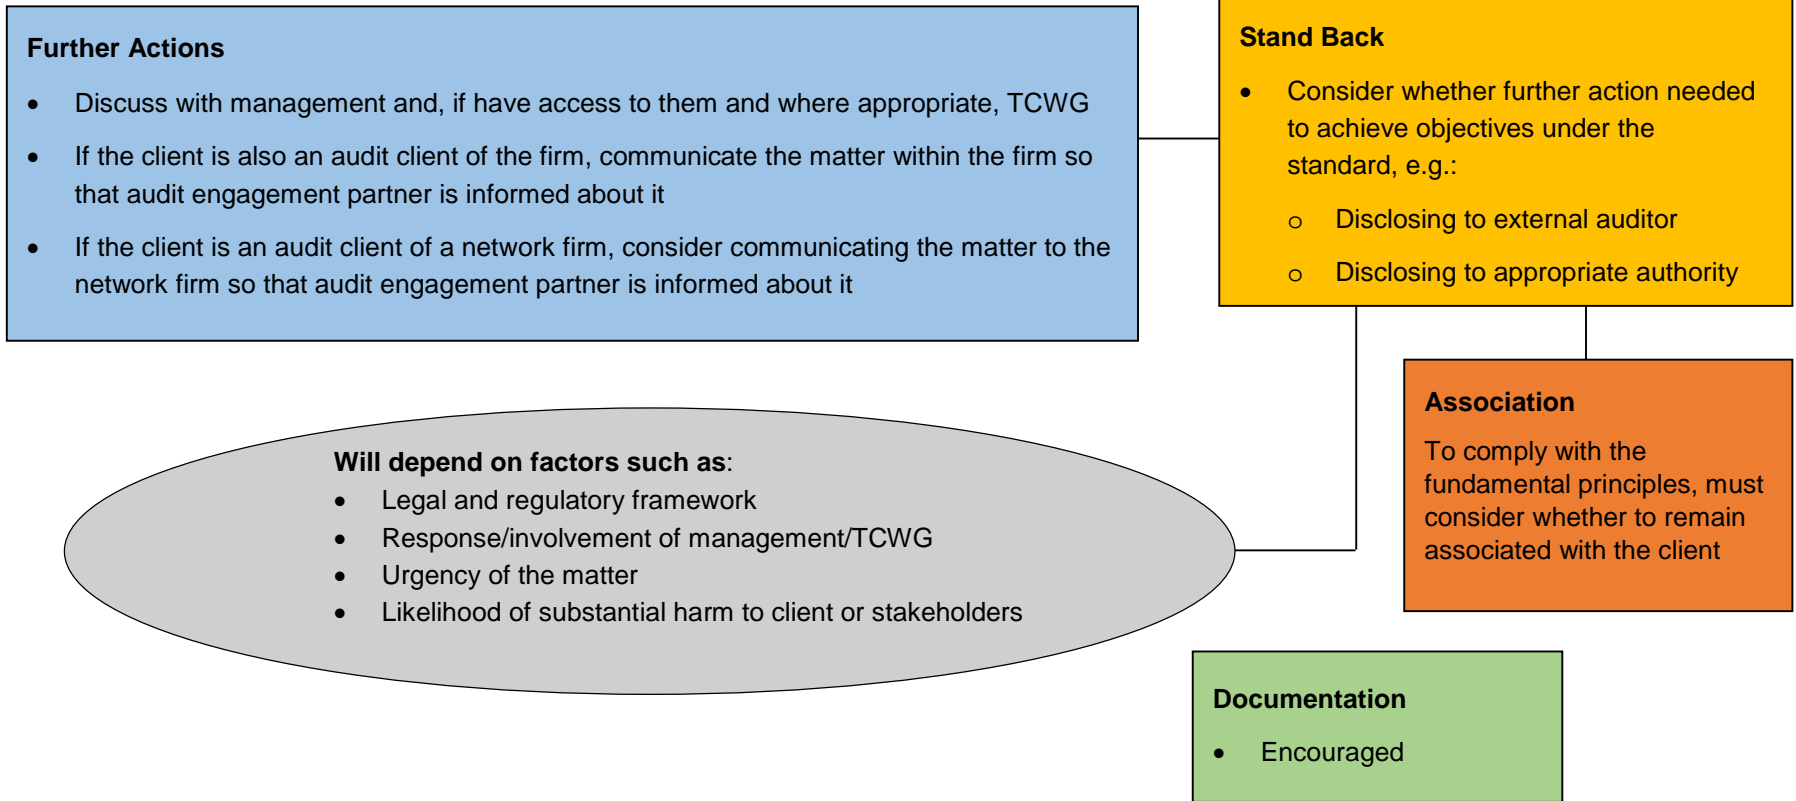 Further Actions
• Discuss with management and, if have access to them and where appropriate, TCWG
• If the client is also an audit client of the firm, communicate the matter within the firm so
that audit engagement partner is informed about it
• If the client is an audit client of a network firm, consider communicating the matter to the
network firm so that audit engagement partner is informed about it
Stand Back
• Consider whether further action needed
to achieve objectives under the
standard, e.g.:
o Disclosing to external auditor
o Disclosing to appropriate authority
Association
To comply with the
fundamental principles, must
consider whether to remain
associated with the client
Will depend on factors such as:
• Legal and regulatory framework
• Response/involvement of management/TCWG
• Urgency of the matter
• Likelihood of substantial harm to client or stakeholders
Documentation
• Encouraged